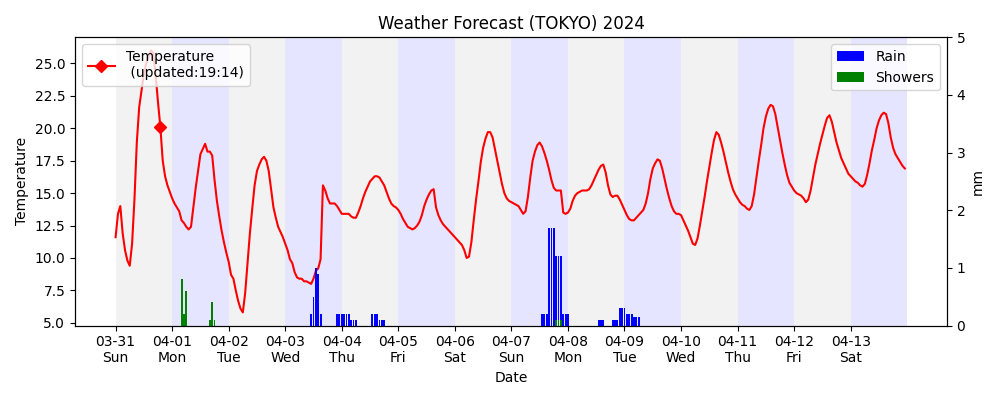 Weather Forecast (TOKYO) 2024
Temperature
(updated:19:14)
Rain
Showers
Temperature
25.0
22.5
20.0
17.5
15.0
12.5
10.0
7.5
5.0
5
4
3
2
1
0
mm
03-31 04-01 04-02 04-03 04-04 04-05 04-06 04-07 04-08 04-09 04-10 04-11 04-12 04-13
Sun Mon Tue Wed Thu Fri Sat Sun Mon Tue Wed Thu Fri Sat
Date